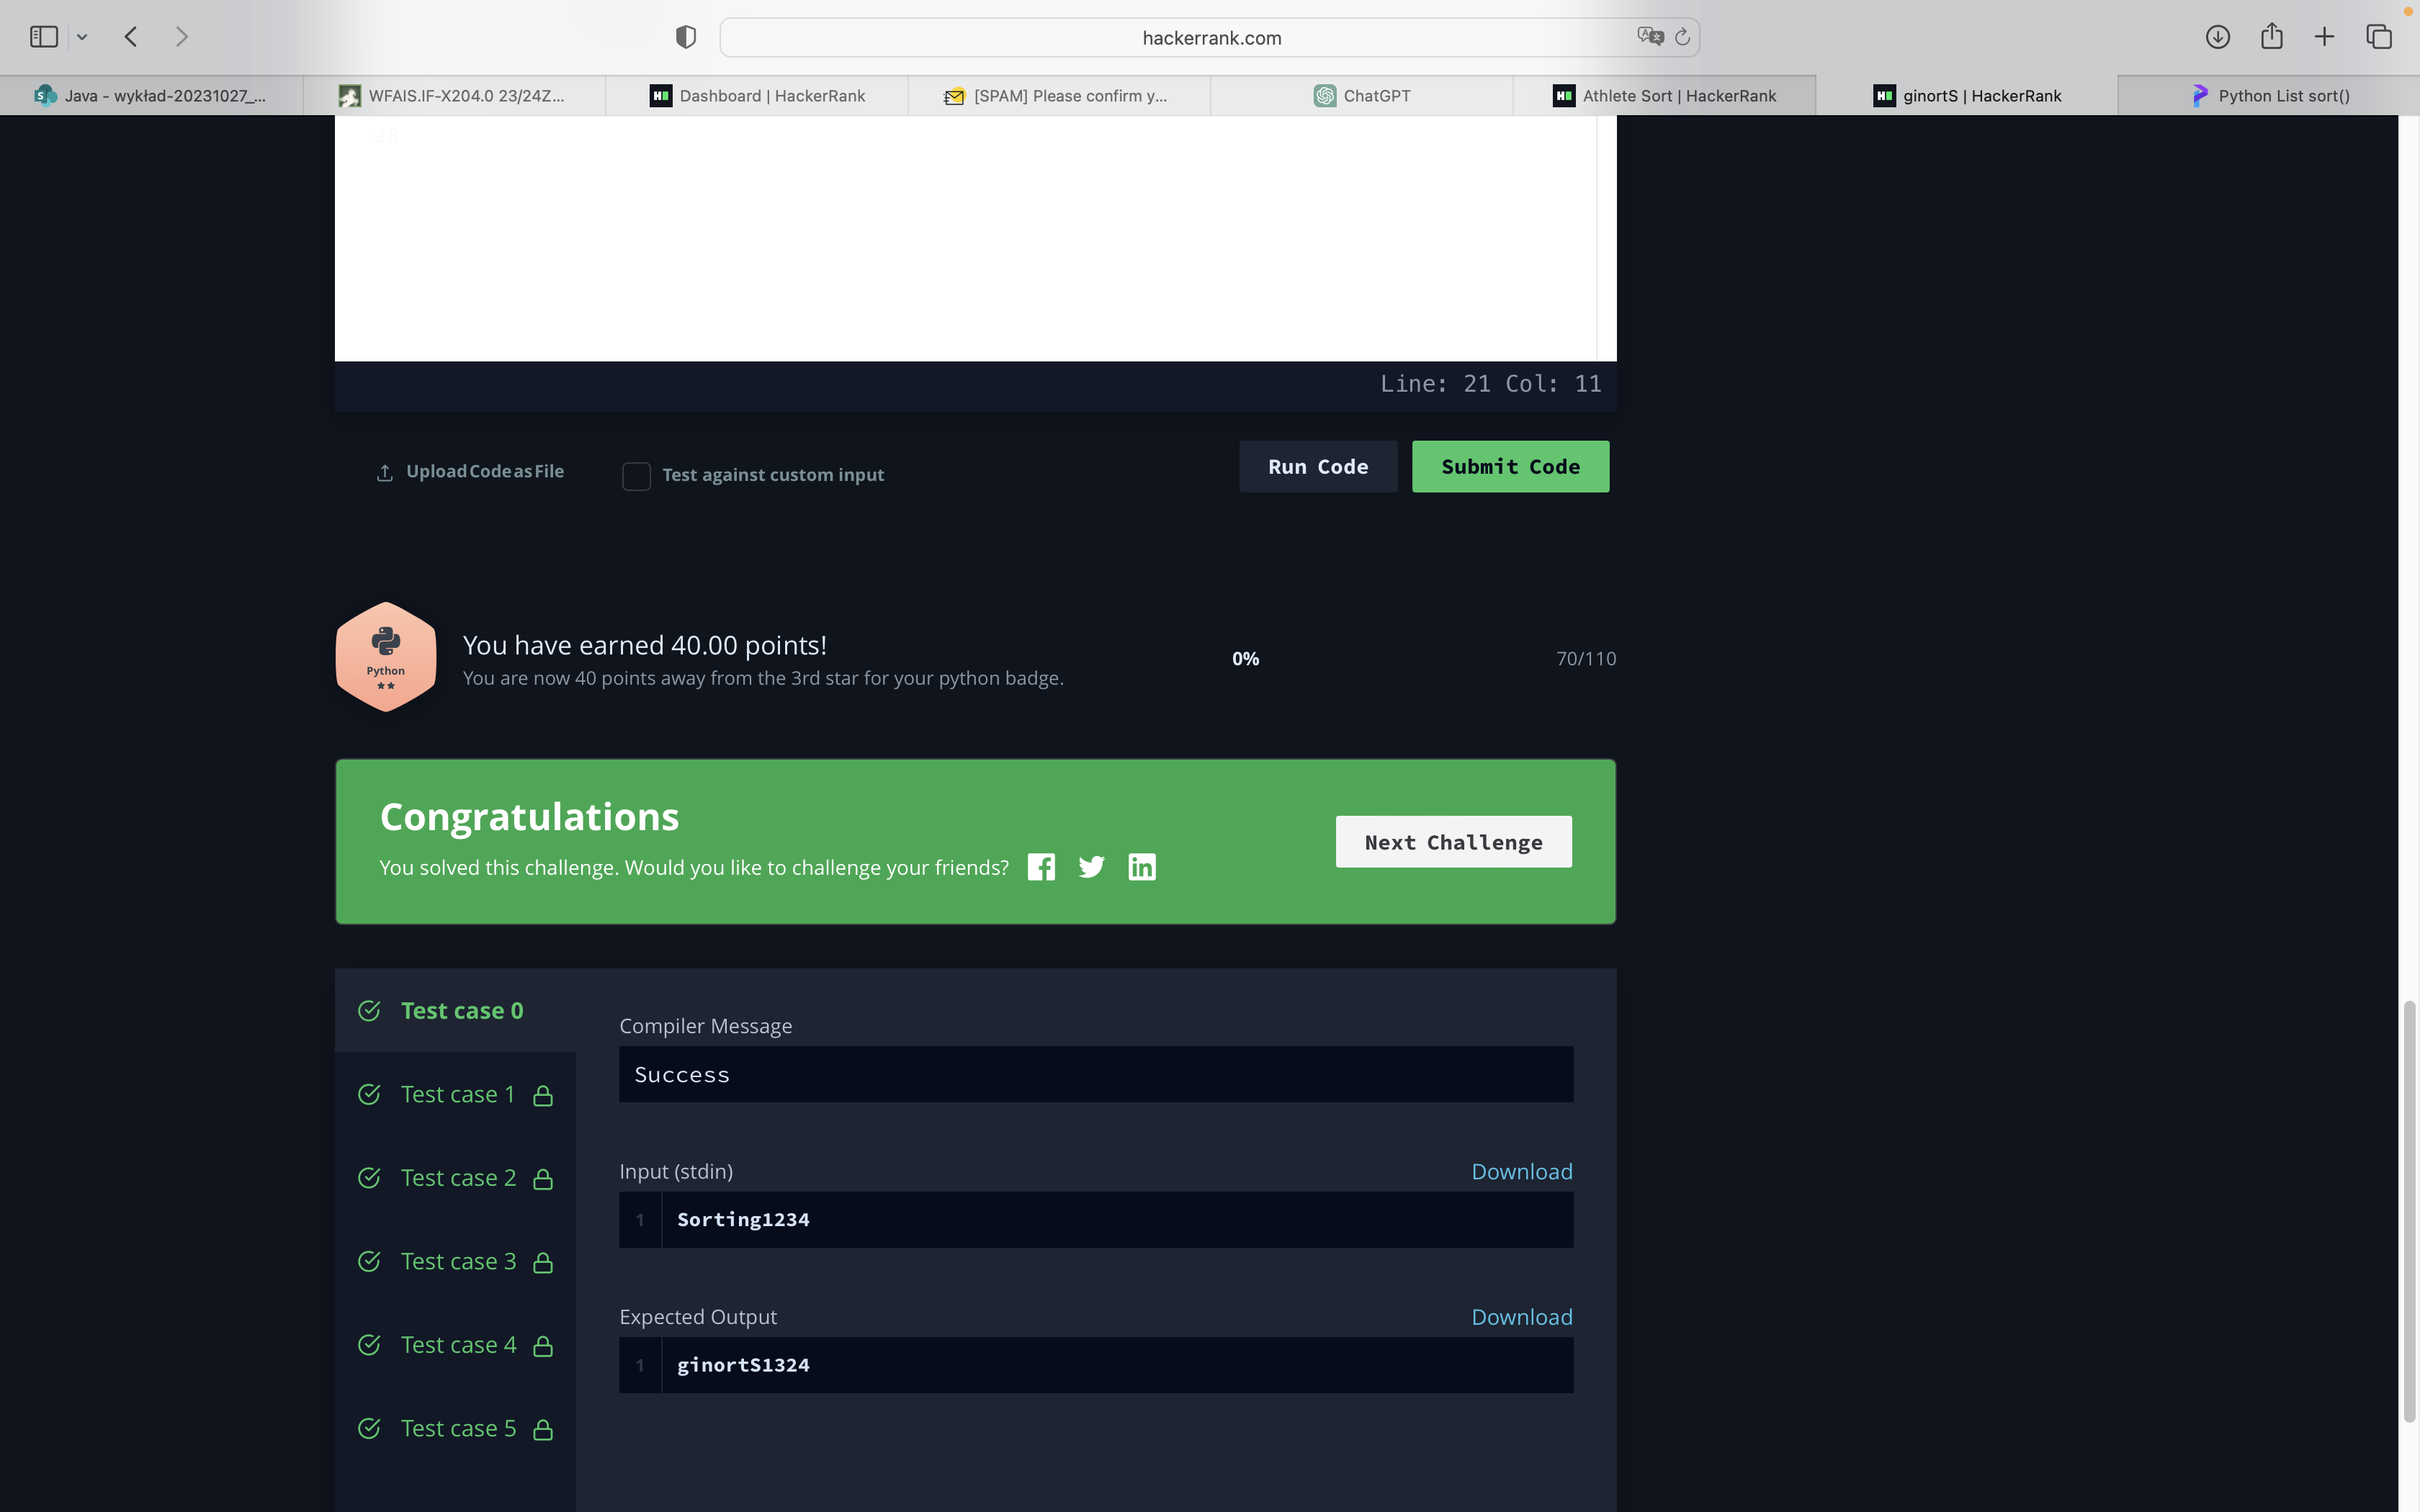 hackerrank.com
Java - wykład-20231027_...
WFAIS.IF-X204.0 23/24Z...
Dashboard | HackerRank
[SPAM] Please confirm y...
ChatGPT
Athlete Sort | HackerRank
ginortS | HackerRank
Python List sort()
28
Line: 21 Col: 11
Upload Code as File
Test against custom input
Run Code
Submit Code
Python
You have earned 40.00 points!
You are now 40 points away from the 3rd star for your python badge.
0%
70/110
Congratulations
You solved this challenge. Would you like to challenge your friends?
Next Challenge
Test case 0
Test case 1
Test case 2
Test case 3
Test case 4
Test case 5
Compiler Message
Success
Input (stdin)
Download
1 Sorting1234
Expected Output
Download
1 ginortS1324